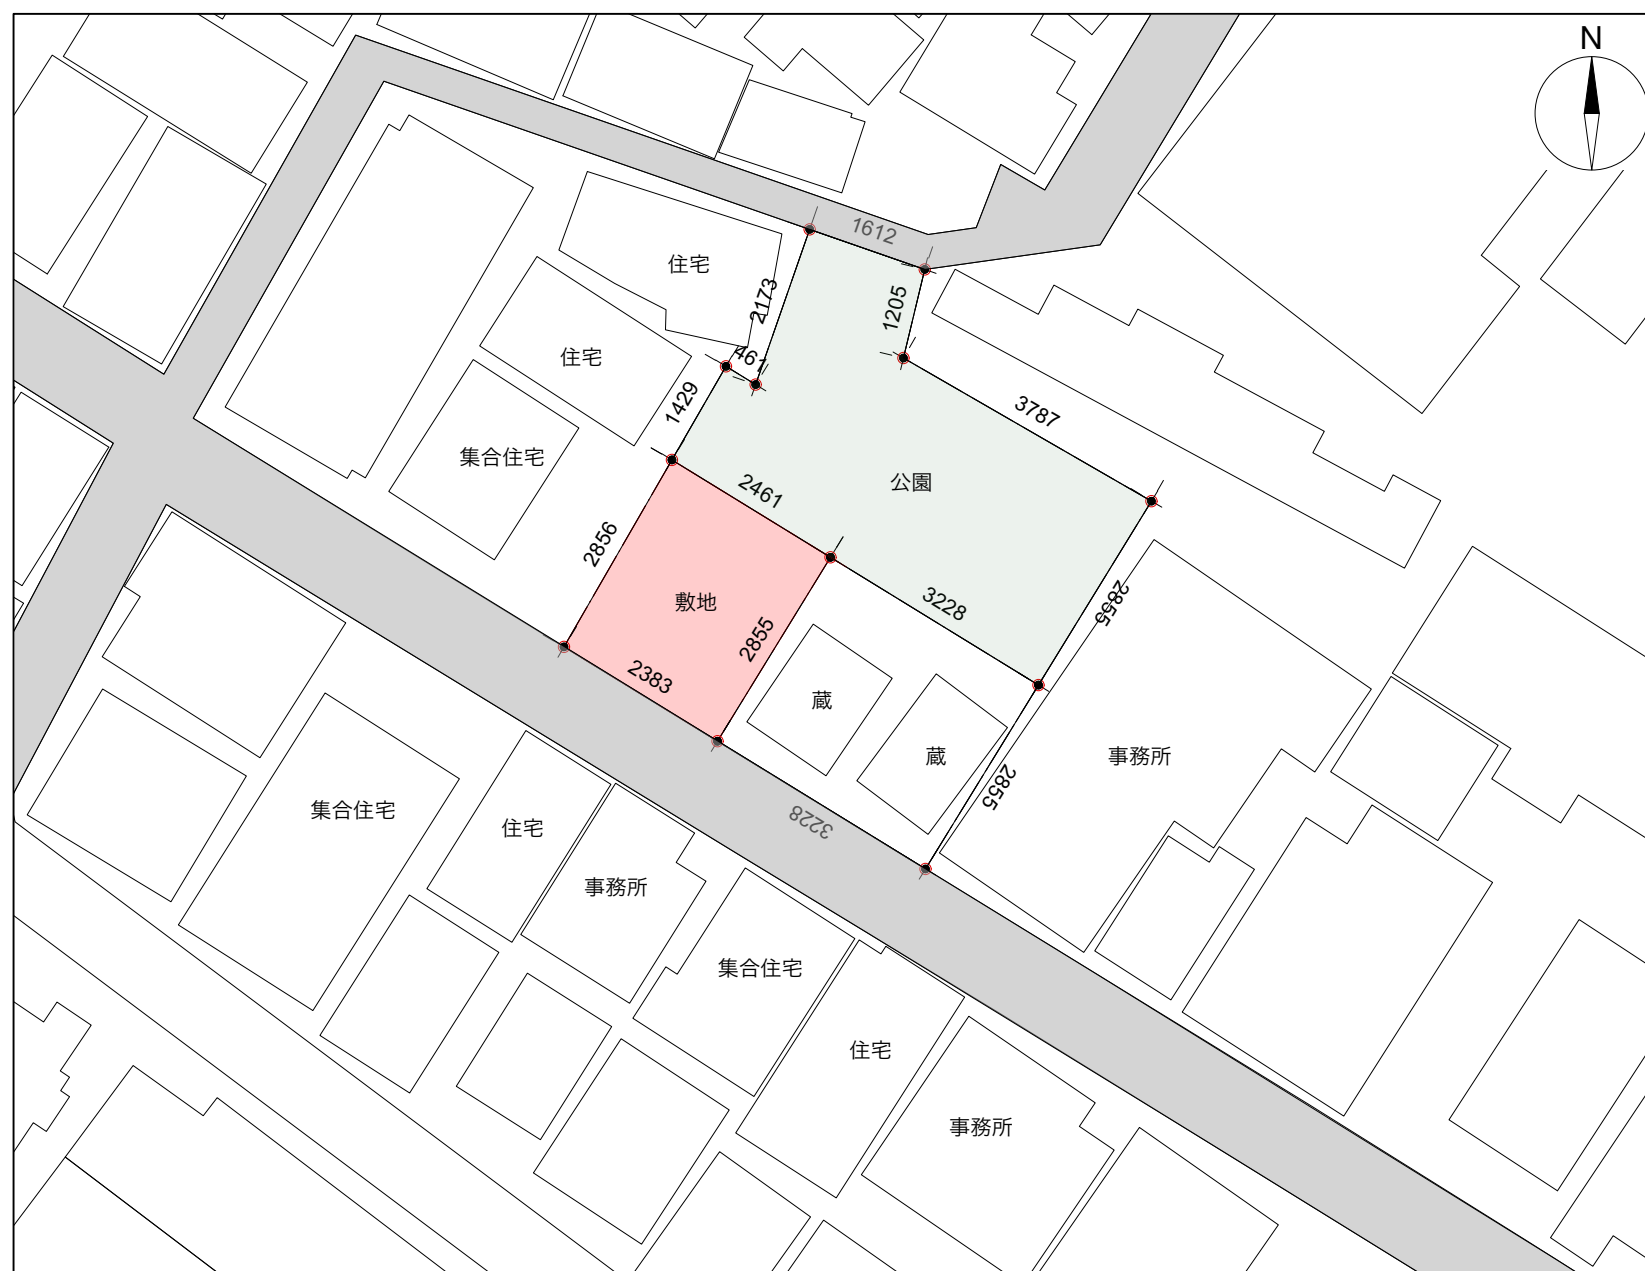 N
1612
住宅
2173
1205
住宅
461
1429
3787
集合住宅
公園
2461
2856
敷地
3228
2855
2855
2383
蔵
蔵
事務所
2855
集合住宅
3228
住宅
事務所
集合住宅
住宅
事務所